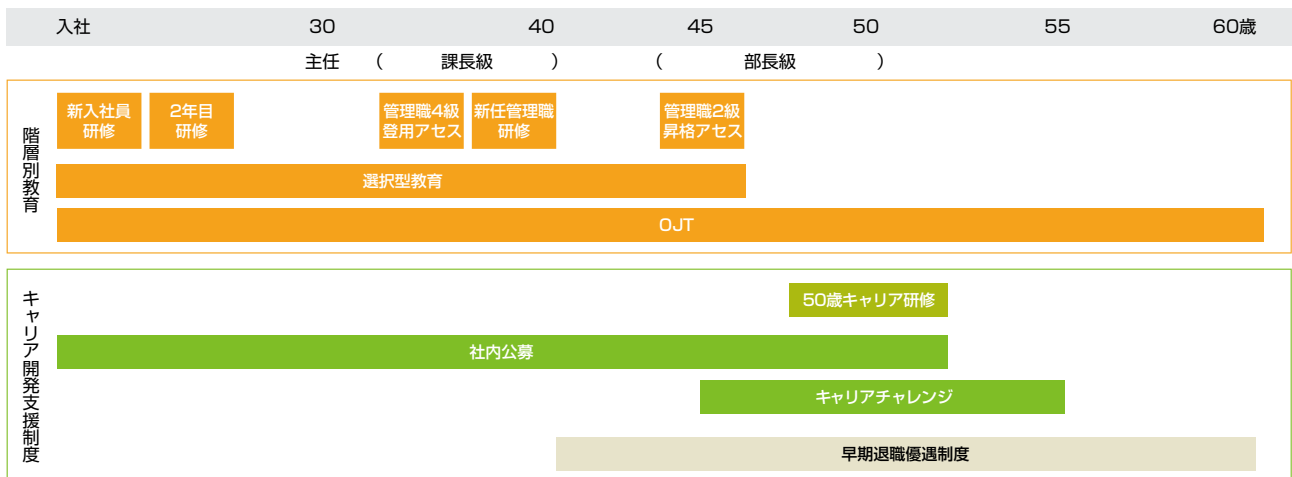 入社 30 40 45 50 55 60歳
主任 ( 課長級 ) ( 部長級 )
階層別教育
新入社員
研修
2年目
研修
管理職4級
登用アセス
新任管理職
研修
管理職2級
昇格アセス
選択型教育
OJT
キャリア開発支援制度
50歳キャリア研修
社内公募
キャリアチャレンジ
早期退職優遇制度